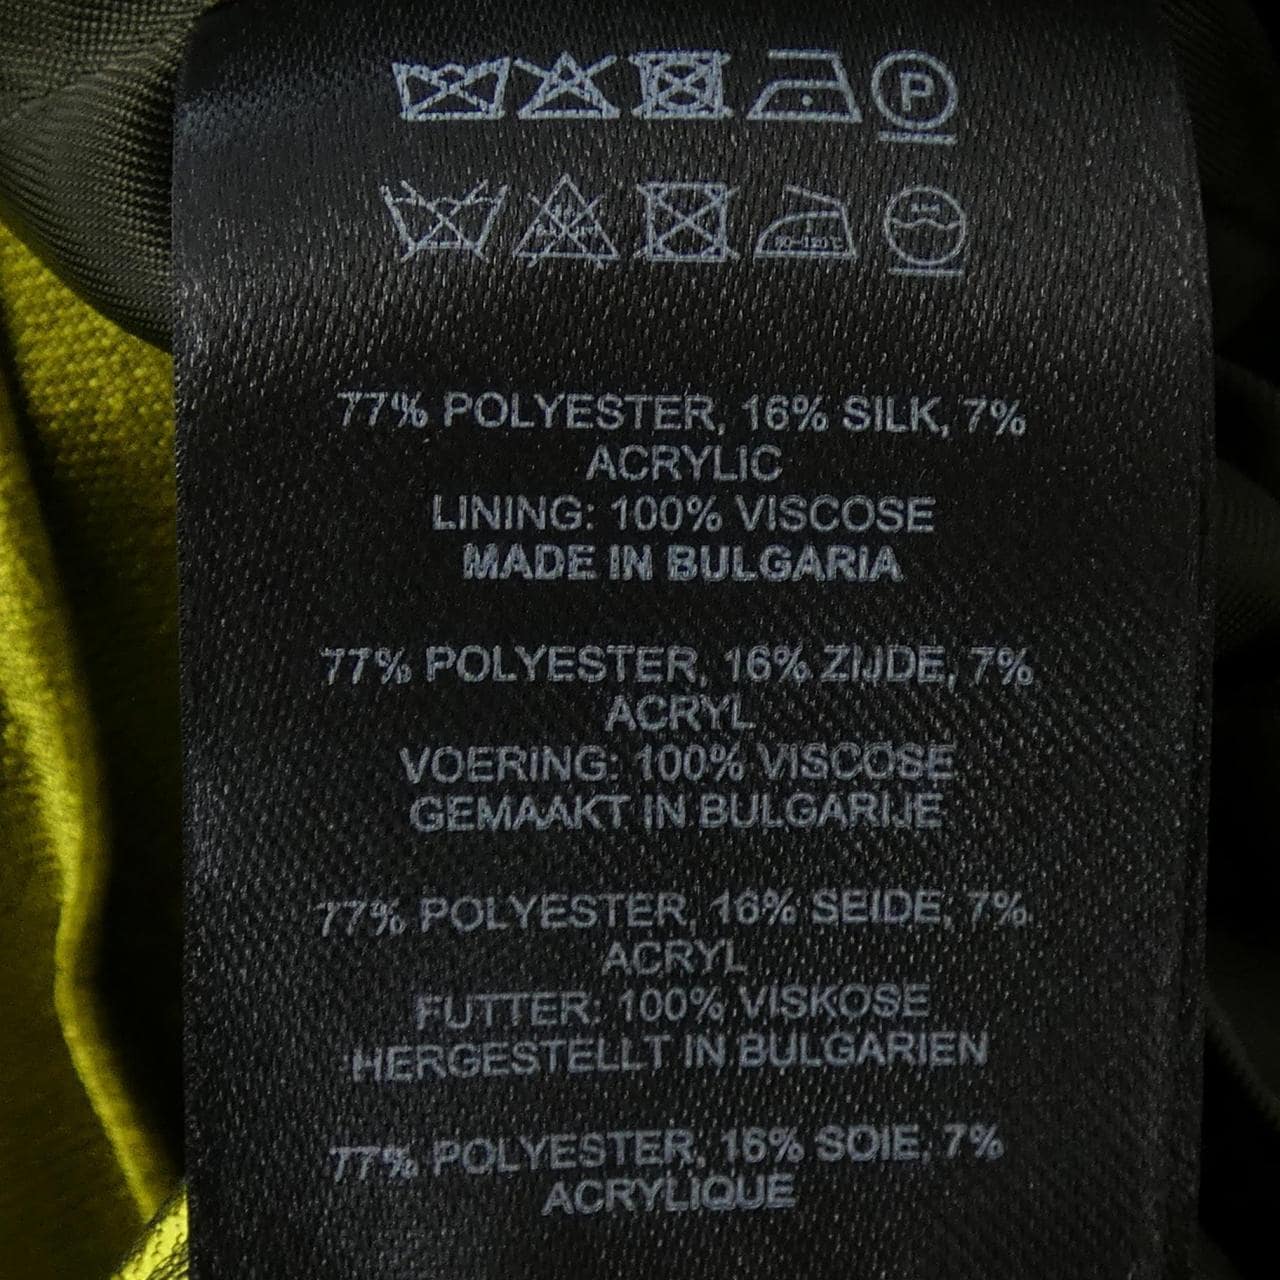 P
80-120℃
77% POLYESTER, 16% SILK, 7%
ACRYLIC
LINING: 100% VISCOSE
MADE IN BULGARIA
77% POLYESTER, 16% ZIJDE, 7%
ACRYL
VOERING: 100% VISCOSE
GEMAAKT IN BULGARIJE
77% POLYESTER, 16% SEIDE, 7%
ACRYL
FUTTER: 100% VISKOSE
HERGESTELLT IN BULGARIEN
77% POLYESTER, 16% SOIE, 7%
ACRYLIQUE